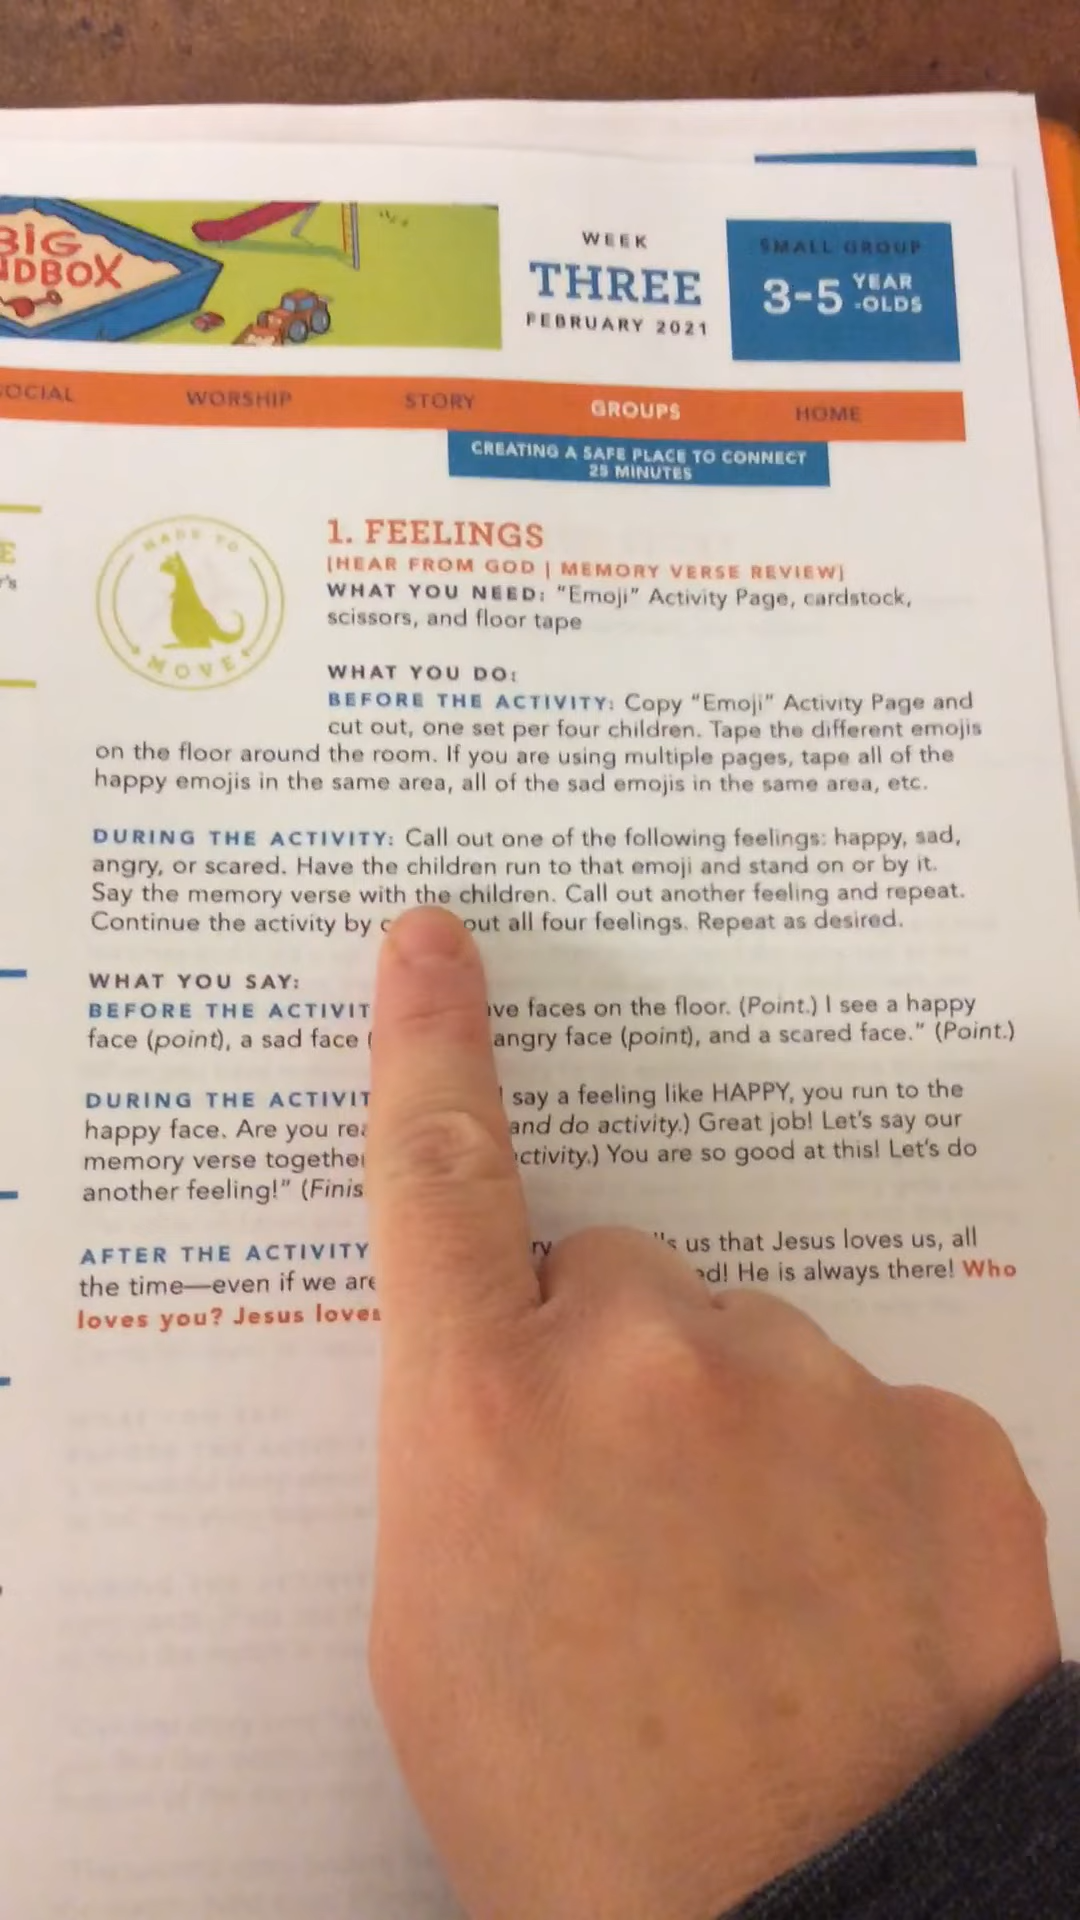 BIG
NDBOX
WEEK
THREE
FEBRUARY 2021
SMALL GROUP
3-5 YEAR -OLDS
OCIAL WORSHIP STORY GROUPS HOME
CREATING A SAFE PLACE TO CONNECT
25 MINUTES
MADE TO
MOVE
1. FEELINGS
[HEAR FROM GOD | MEMORY VERSE REVIEW]
WHAT YOU NEED: “Emoji” Activity Page, cardstock,
scissors, and floor tape
WHAT YOU DO:
BEFORE THE ACTIVITY: Copy “Emoji” Activity Page and
cut out, one set per four children. Tape the different emojis
on the floor around the room. If you are using multiple pages, tape all of the
happy emojis in the same area, all of the sad emojis in the same area, etc.
DURING THE ACTIVITY: Call out one of the following feelings: happy, sad,
angry, or scared. Have the children run to that emoji and stand on or by it.
Say the memory verse with the children. Call out another feeling and repeat.
Continue the activity by out all four feelings. Repeat as desired.
WHAT YOU SAY:
BEFORE THE ACTIVIT ve faces on the floor. (Point.) I see a happy
face (point), a sad face ( angry face (point), and a scared face.” (Point.)
DURING THE ACTIVIT I say a feeling like HAPPY, you run to the
happy face. Are you rea and do activity.) Great job! Let’s say our
memory verse together ctivity.) You are so good at this! Let’s do
another feeling!” (Finis
AFTER THE ACTIVITY ry us that Jesus loves us, all
the time—even if we are ed! He is always there! Who
loves you? Jesus loves